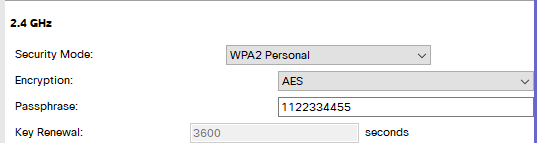 2.4 GHz
Security Mode: WPA2 Personal
Encryption: AES
Passphrase: 1122334455
Key Renewal: 3600 seconds